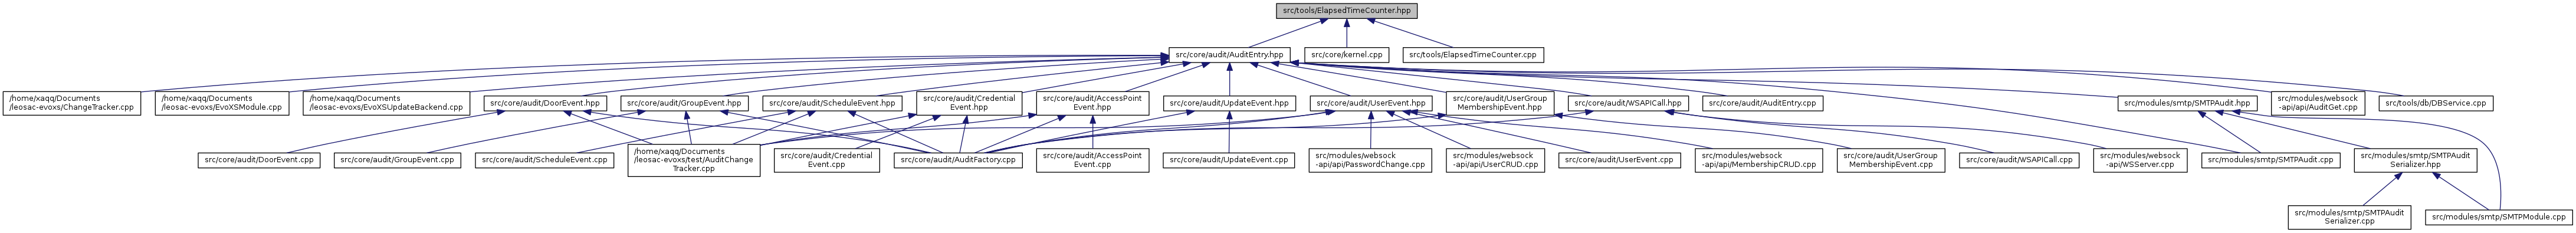 src/tools/ElapsedTimeCounter.hpp
src/core/audit/AuditEntry.hpp
src/core/kernel.cpp
src/tools/ElapsedTimeCounter.cpp
/home/xaqq/Documents
/leosac-evoxs/ChangeTracker.cpp
/home/xaqq/Documents
/leosac-evoxs/EvoXSModule.cpp
/home/xaqq/Documents
/leosac-evoxs/EvoXSUpdateBackend.cpp
src/core/audit/DoorEvent.hpp
src/core/audit/GroupEvent.hpp
src/core/audit/ScheduleEvent.hpp
src/core/audit/Credential
Event.hpp
src/core/audit/AccessPoint
Event.hpp
src/core/audit/UpdateEvent.hpp
src/core/audit/UserEvent.hpp
src/core/audit/UserGroup
MembershipEvent.hpp
src/core/audit/WSAPICall.hpp
src/core/audit/AuditEntry.cpp
src/modules/smtp/SMTPAudit.hpp
src/modules/websock
-api/api/AuditGet.cpp
src/tools/db/DBService.cpp
src/core/audit/DoorEvent.cpp
src/core/audit/GroupEvent.cpp
src/core/audit/ScheduleEvent.cpp
/home/xaqq/Documents
/leosac-evoxs/test/AuditChange
Tracker.cpp
src/core/audit/Credential
Event.cpp
src/core/audit/AuditFactory.cpp
src/core/audit/AccessPoint
Event.cpp
src/core/audit/UpdateEvent.cpp
src/modules/websock
-api/api/PasswordChange.cpp
src/modules/websock
-api/api/UserCRUD.cpp
src/core/audit/UserEvent.cpp
src/modules/websock
-api/api/MembershipCRUD.cpp
src/core/audit/UserGroup
MembershipEvent.cpp
src/core/audit/WSAPICall.cpp
src/modules/websock
-api/WSServer.cpp
src/modules/smtp/SMTPAudit.cpp
src/modules/smtp/SMTPAudit
Serializer.hpp
src/modules/smtp/SMTPAudit
Serializer.cpp
src/modules/smtp/SMTPModule.cpp